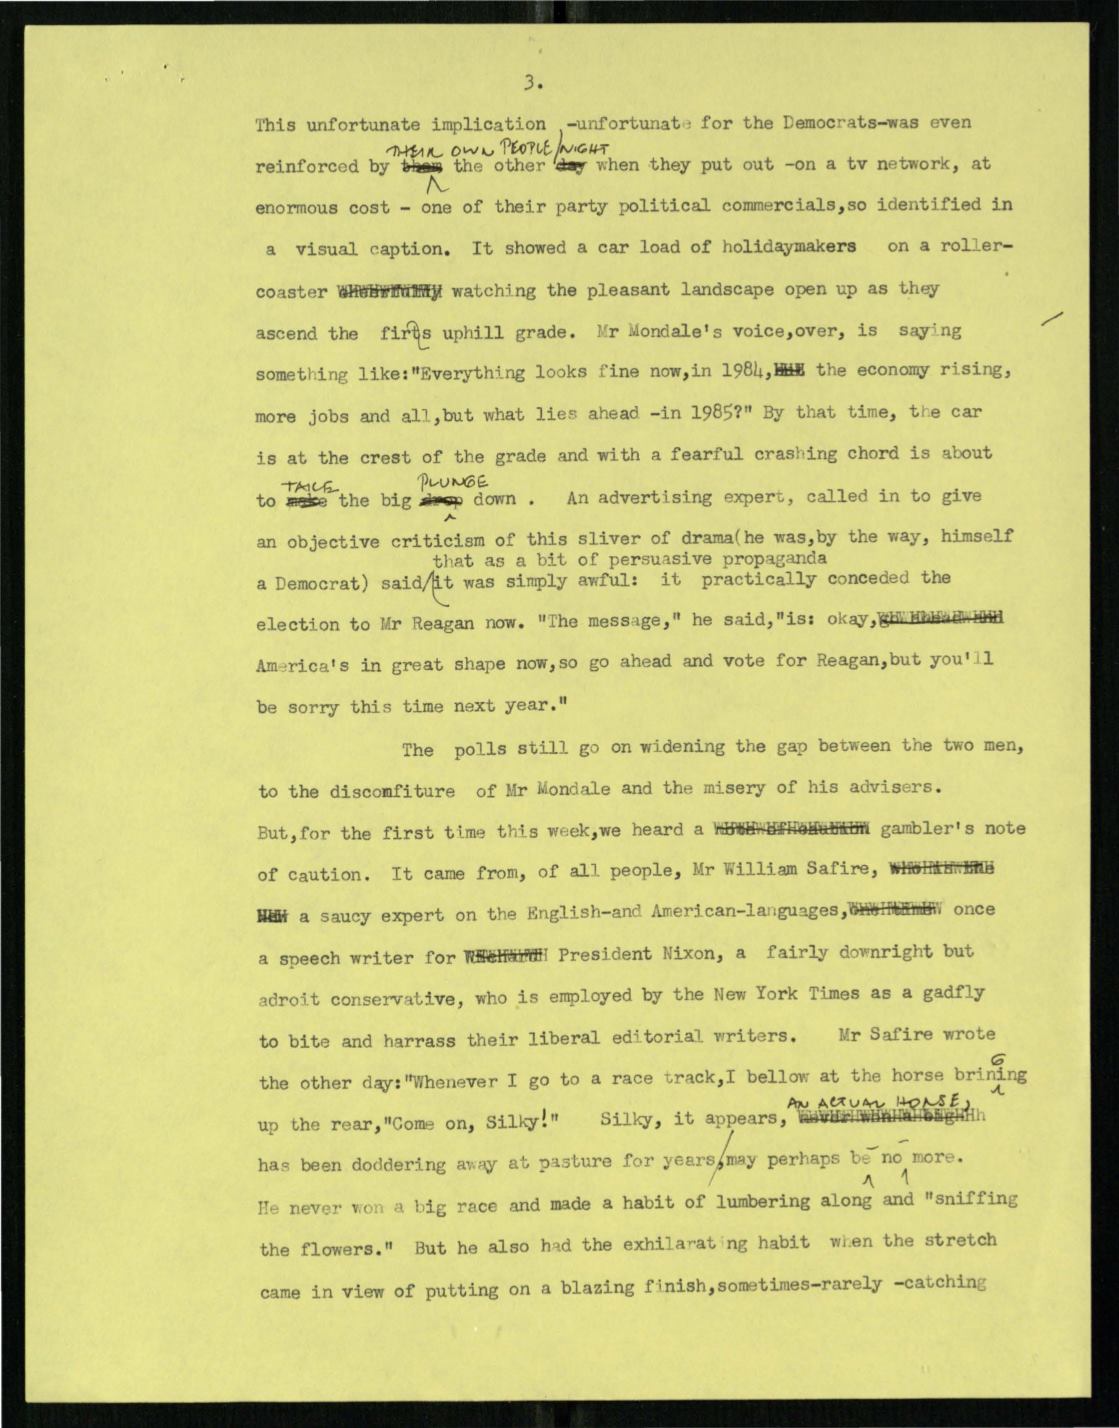 3.
This unfortunate implication -unfortunate for the Democrats-was even
THEIR OWN PEOPLE NIGHT
reinforced by them the other day when they put out -on a tv network, at
enormous cost - one of their party political commercials,so identified in
a visual caption. It showed a car load of holidaymakers on a roller-
coaster watching the pleasant landscape open up as they
ascend the firts uphill grade. Mr Mondale's voice,over, is saying
something like:"Everything looks fine now,in 1984, the economy rising,
more jobs and all,but what lies ahead -in 1985?" By that time, the car
is at the crest of the grade and with a fearful crashing chord is about
TAKE PLUNGE
to make the big drop down . An advertising expert, called in to give
an objective criticism of this sliver of drama(he was,by the way, himself
that as a bit of persuasive propaganda
a Democrat) said/it was simply awful: it practically conceded the
election to Mr Reagan now. "The message," he said,"is: okay,
America's in great shape now,so go ahead and vote for Reagan,but you'll
be sorry this time next year."
The polls still go on widening the gap between the two men,
to the discomfiture of Mr Mondale and the misery of his advisers.
But,for the first time this week,we heard a gambler's note
of caution. It came from, of all people, Mr William Safire,
a saucy expert on the English-and American-languages, once
a speech writer for President Nixon, a fairly downright but
adroit conservative, who is employed by the New York Times as a gadfly
to bite and harrass their liberal editorial writers. Mr Safire wrote
G
the other day:"Whenever I go to a race track,I bellow at the horse brining
AN ACTUAL HORSE,
up the rear,"Come on, Silky!" Silky, it appears,
has been doddering away at pasture for years,/may perhaps be no more.
He never won a big race and made a habit of lumbering along and "sniffing
the flowers." But he also had the exhilarating habit when the stretch
came in view of putting on a blazing finish,sometimes-rarely -catching